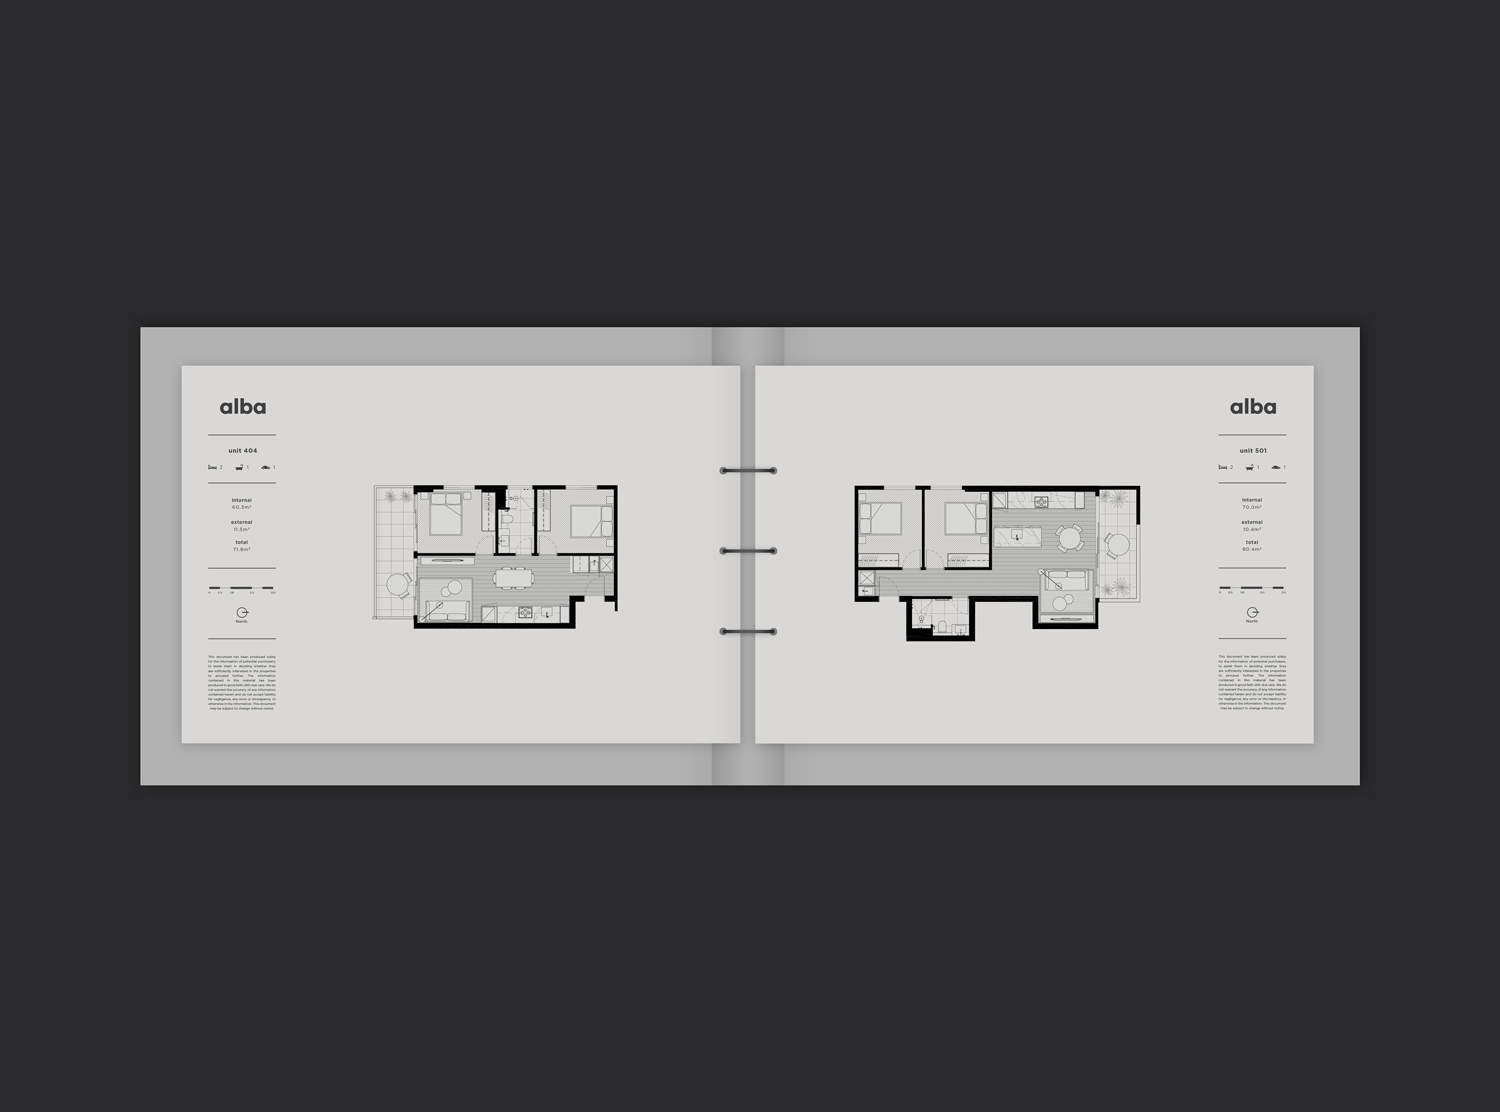 alba
unit 404
2 1 1
internal
60.3m²
external
11.5m²
total
71.8m²
North
This document has been produced solely
for the information of potential purchasers,
to assist them in deciding whether they
are sufficiently interested in the properties
to proceed further. The information
contained in this material has been
produced in good faith with due care. We do
not warrant the accuracy of any information
contained herein and do not accept liability
for negligence, any error or discrepancy, or
otherwise in the information. This document
may be subject to change without notice.
alba
unit 501
2 1 1
internal
70.0m²
external
10.4m²
total
80.4m²
North
This document has been produced solely
for the information of potential purchasers,
to assist them in deciding whether they
are sufficiently interested in the properties
to proceed further. The information
contained in this material has been
produced in good faith with due care. We do
not warrant the accuracy of any information
contained herein and do not accept liability
for negligence, any error or discrepancy, or
otherwise in the information. This document
may be subject to change without notice.